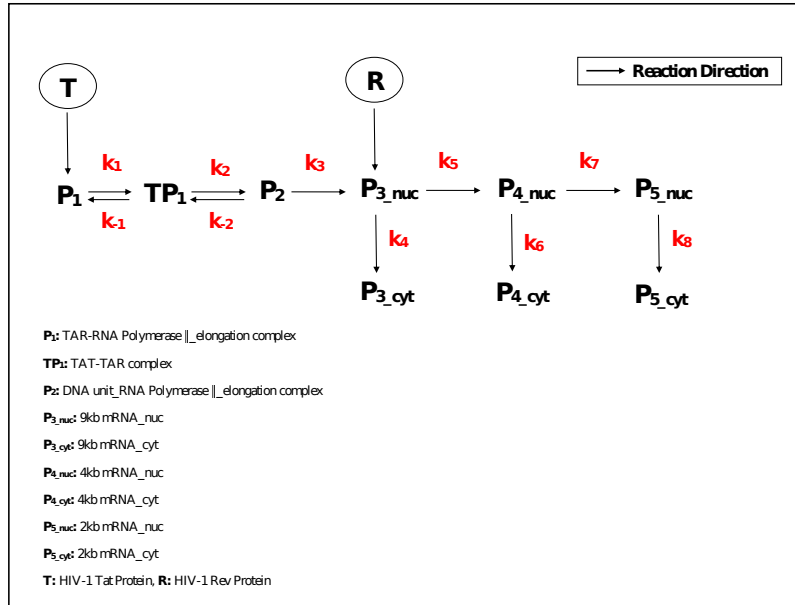 T
R
Reaction Direction
k1 k2 k3 k5 k7
P1 TP1 P2 P3_nuc P4_nuc P5_nuc
k-1 k-2 k4 k6 k8
P3_cyt P4_cyt P5_cyt
P1: TAR-RNA Polymerase ||_elongation complex
TP1: TAT-TAR complex
P2: DNA unit_RNA Polymerase ||_elongation complex
P3_nuc: 9kb mRNA_nuc
P3_cyt: 9kb mRNA_cyt
P4_nuc: 4kb mRNA_nuc
P4_cyt: 4kb mRNA_cyt
P5_nuc: 2kb mRNA_nuc
P5_cyt: 2kb mRNA_cyt
T: HIV-1 Tat Protein, R: HIV-1 Rev Protein